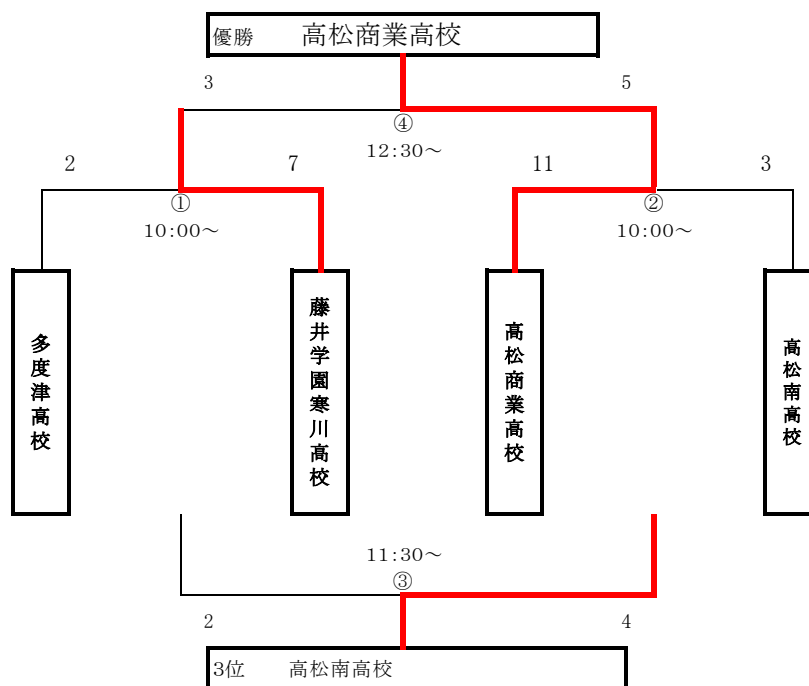 優勝 高松商業高校
3 5
④
12:30～
2 7 11 3
① ②
10:00～ 10:00～
多度津高校
藤井学園寒川高校
高松商業高校
高松南高校
11:30～
③
2 4
3位 高松南高校